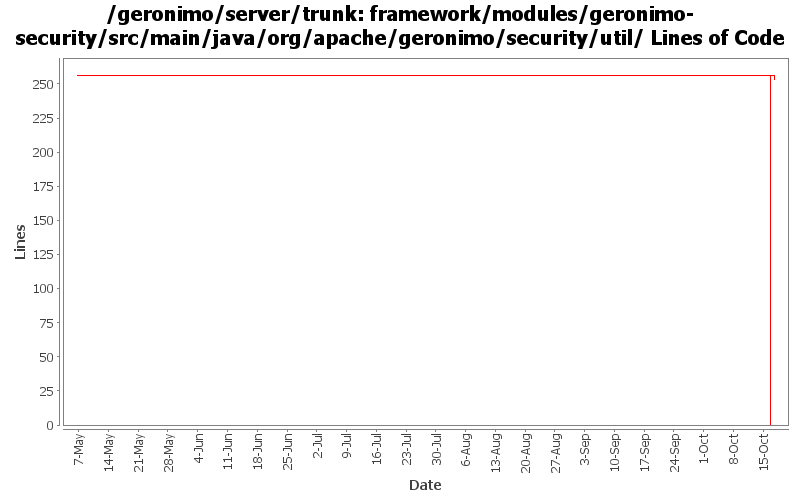 /geronimo/server/trunk: framework/modules/geronimo-
security/src/main/java/org/apache/geronimo/security/util/ Lines of Code
250
225
200
175
150
125
100
75
50
25
0
Lines
7-May
14-May
21-May
28-May
4-Jun
11-Jun
18-Jun
25-Jun
2-Jul
9-Jul
16-Jul
23-Jul
30-Jul
6-Aug
13-Aug
20-Aug
27-Aug
3-Sep
10-Sep
17-Sep
24-Sep
1-Oct
8-Oct
15-Oct
Date